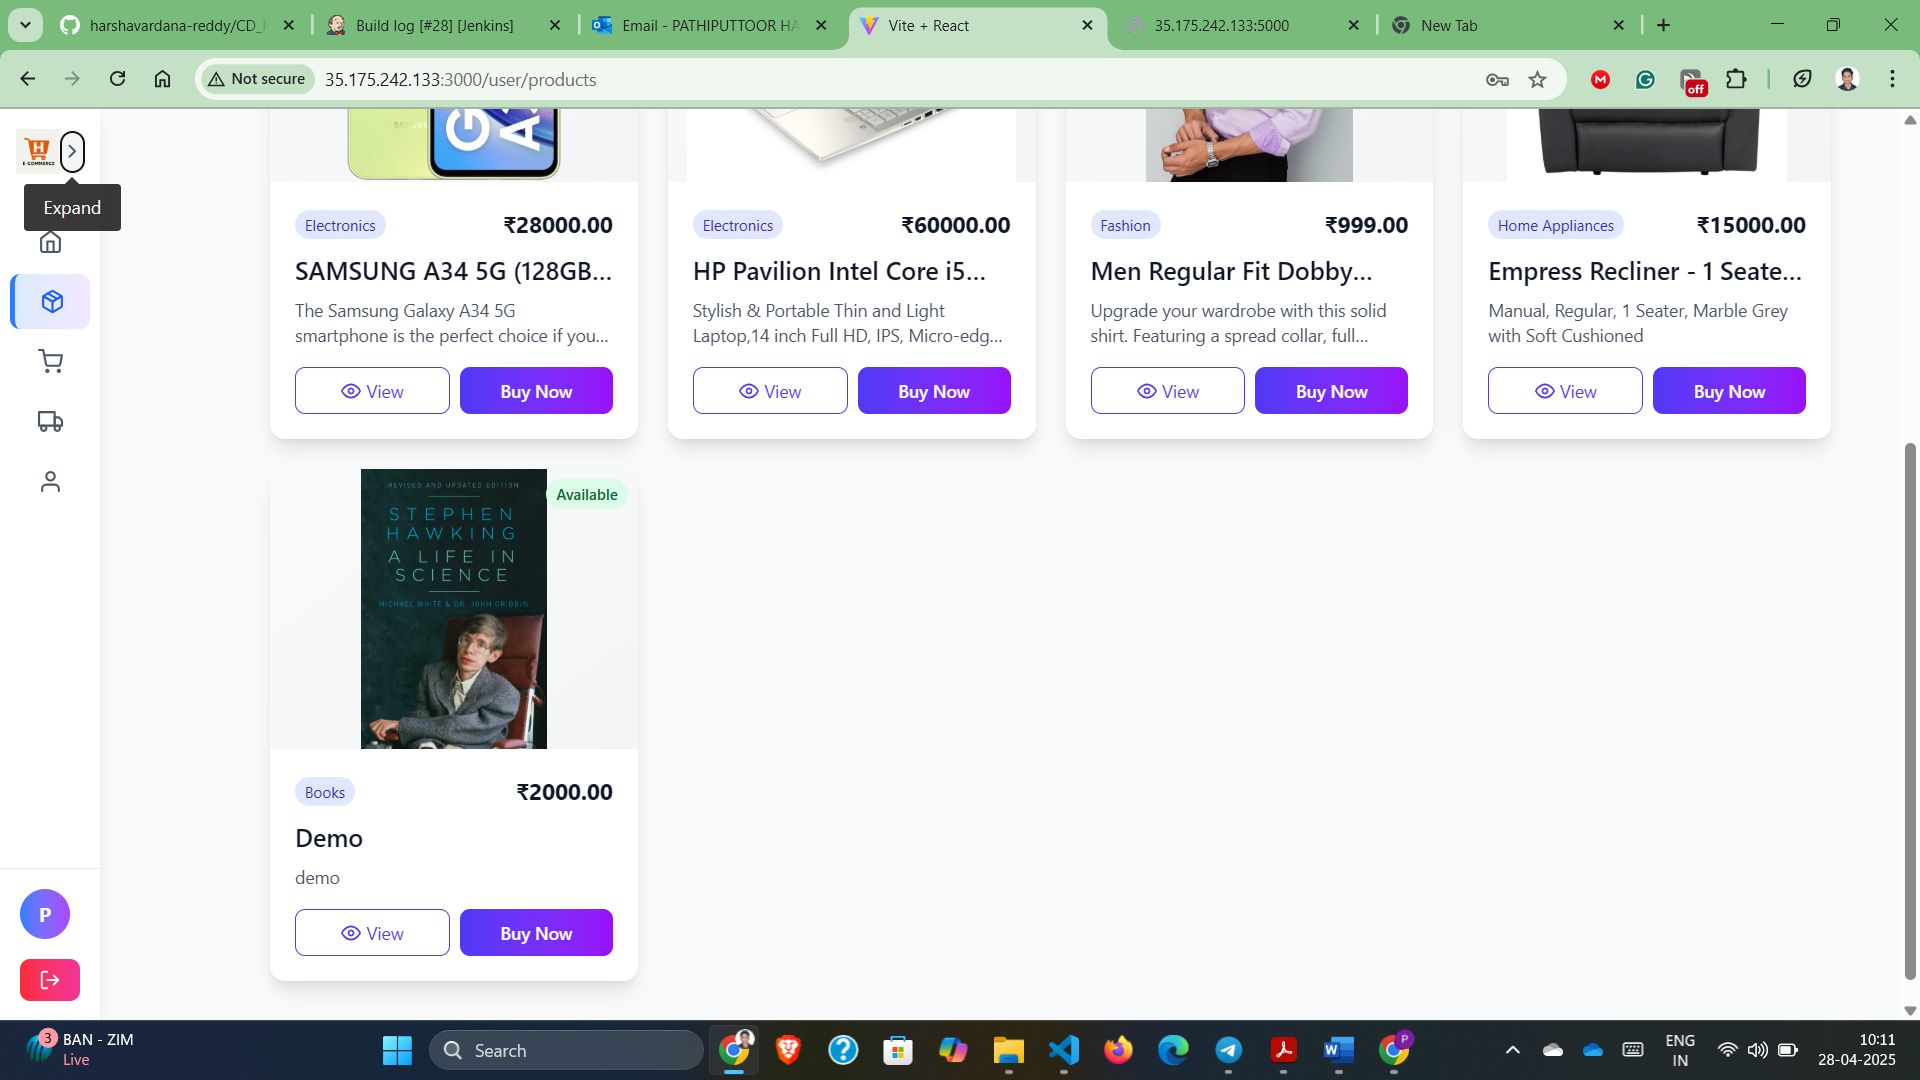 harshavardana-reddy/CD_F
Build log [#28] [Jenkins]
Email - PATHIPUTTOOR HA
Vite + React
35.175.242.133:5000
New Tab
Not secure
35.175.242.133:3000/user/products
M
G
off
H
E-COMMERCE
Expand
Electronics
₹28000.00
SAMSUNG A34 5G (128GB...
The Samsung Galaxy A34 5G
smartphone is the perfect choice if you...
View
Buy Now
Electronics
₹60000.00
HP Pavilion Intel Core i5...
Stylish & Portable Thin and Light
Laptop,14 inch Full HD, IPS, Micro-edg...
View
Buy Now
Fashion
₹999.00
Men Regular Fit Dobby...
Upgrade your wardrobe with this solid
shirt. Featuring a spread collar, full...
View
Buy Now
Home Appliances
₹15000.00
Empress Recliner - 1 Seate...
Manual, Regular, 1 Seater, Marble Grey
with Soft Cushioned
View
Buy Now
Available
REVISED AND UPDATED EDITION
STEPHEN
HAWKING
A LIFE IN
SCIENCE
MICHAEL WHITE & DR. JOHN GRIBBIN
Books
₹2000.00
Demo
demo
View
Buy Now
P
3
BAN - ZIM
Live
Search
P
ENG
IN
10:11
28-04-2025